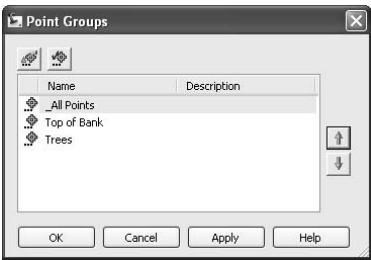 Point Groups
Name Description
_All Points
Top of Bank
Trees
OK Cancel Apply Help